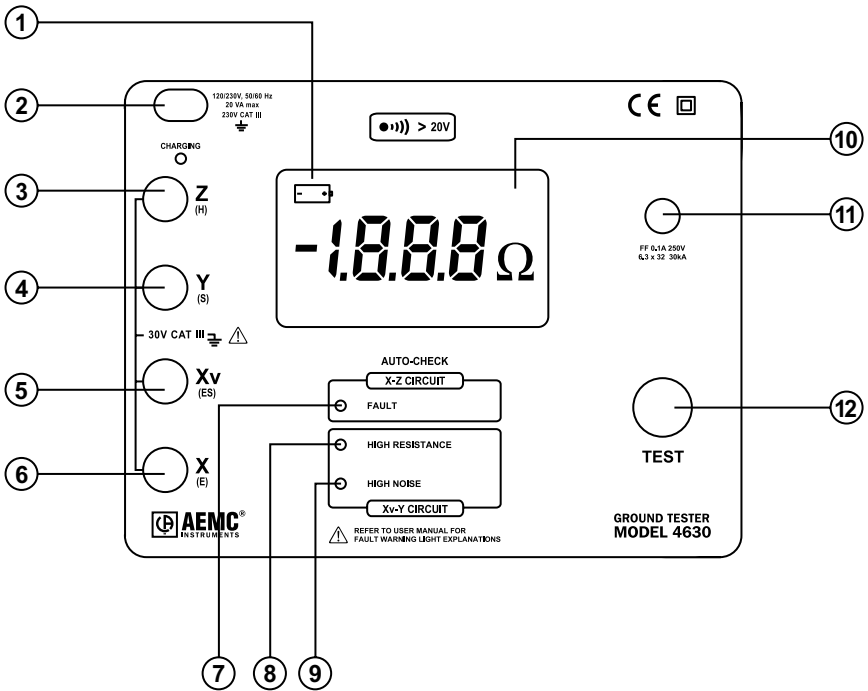 1
2
120/230V, 50/60 Hz
20 VA max
230V CAT III
CHARGING
> 20V
CE
10
3
Z
(H)
-1.8.8.8 Ω
11
FF 0.1A 250V
6.3 x 32 30kA
4
Y
(S)
30V CAT III
5
Xv
(ES)
AUTO-CHECK
X-Z CIRCUIT
FAULT
12
TEST
6
X
(E)
HIGH RESISTANCE
HIGH NOISE
Xv-Y CIRCUIT
REFER TO USER MANUAL FOR
FAULT WARNING LIGHT EXPLANATIONS
AEMC®
INSTRUMENTS
GROUND TESTER
MODEL 4630
7
8
9